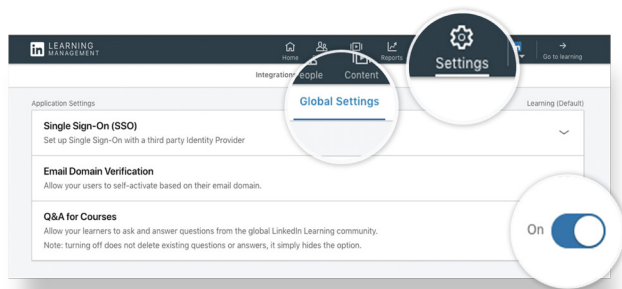 in LEARNING
MANAGEMENT
Home
Content
Reports
Settings
Go to learning
Integrations
Global Settings
Application Settings
Learning (Default)
Single Sign-On (SSO)
Set up Single Sign-On with a third party Identity Provider
Email Domain Verification
Allow your users to self-activate based on their email domain.
Q&A for Courses
Allow your learners to ask and answer questions from the global LinkedIn Learning community.
Note: turning off does not delete existing questions or answers, it simply hides the option.
On